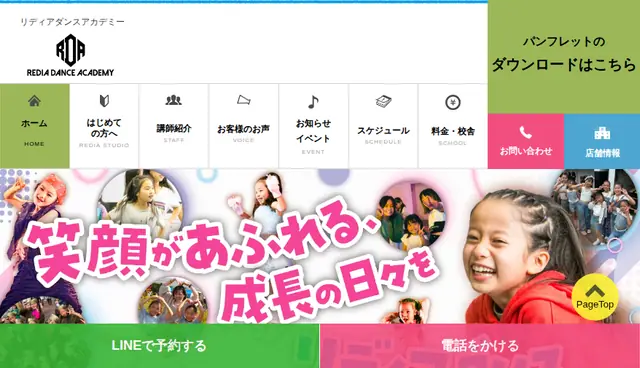 リディアダンスアカデミー
RDA
REDIA DANCE ACADEMY
パンフレットの
ダウンロードはこちら
ホーム
HOME
はじめて
の方へ
REDIA STUDIO
講師紹介
STAFF
お客様のお声
VOICE
お知らせ
イベント
EVENT
スケジュール
SCHEDULE
¥
料金・校舎
SCHOOL
お問い合わせ
店舗情報
笑顔があふれる、
成長の日々を
PageTop
LINEで予約する
電話をかける